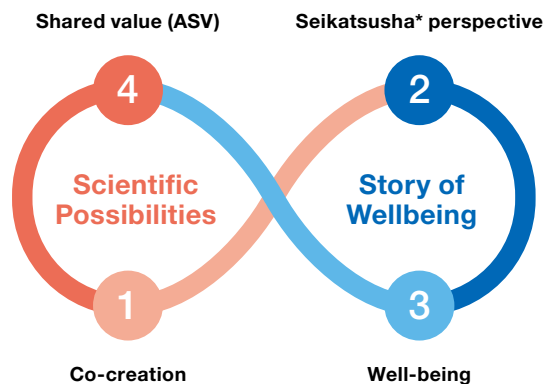 Shared value (ASV)
Seikatsusha* perspective
4
2
Scientific
Possibilities
Story of
Wellbeing
1
3
Co-creation
Well-being